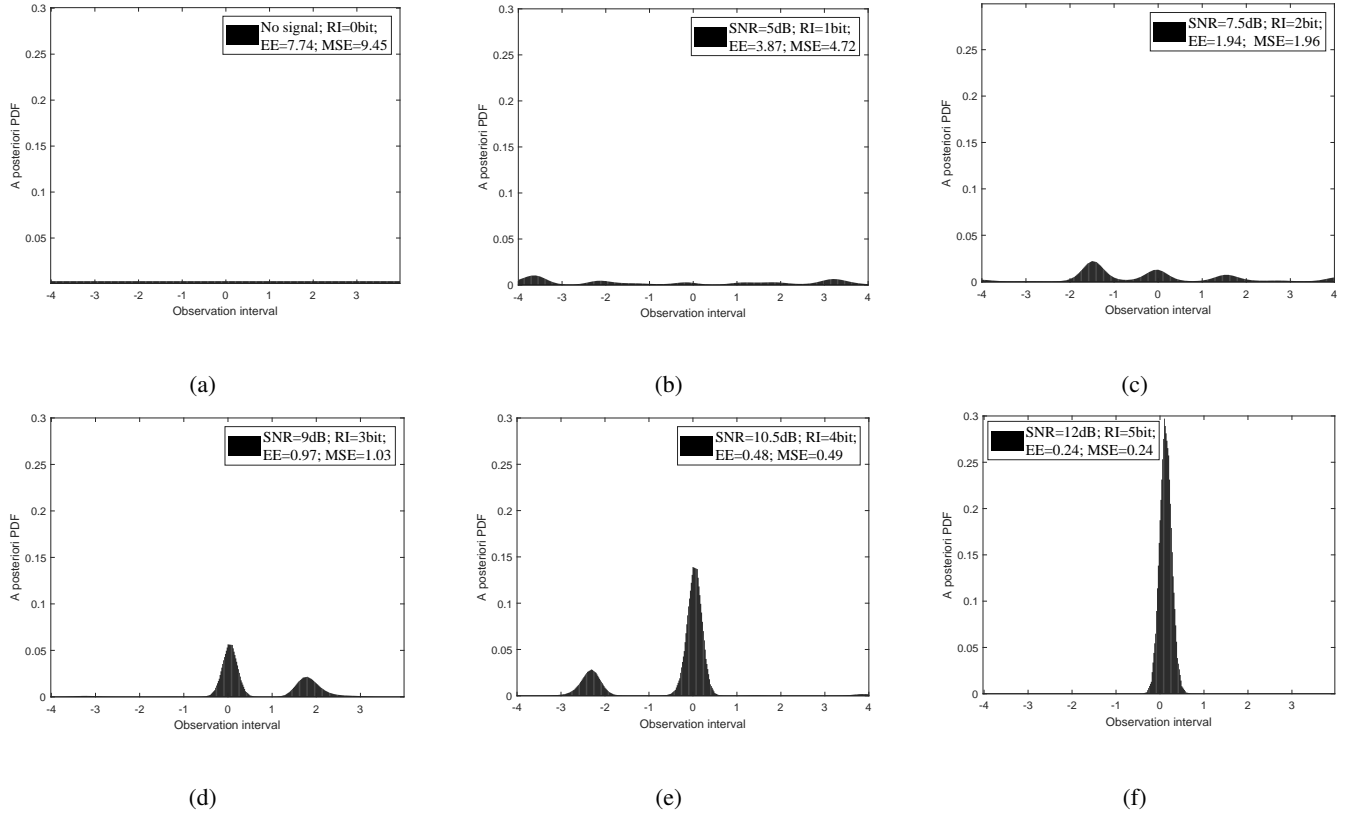 0.3
0.25
0.2
0.15
0.1
0.05
A posteriori PDF
No signal; RI=0bit;
EE=7.74; MSE=9.45
-4 -3 -2 -1 0 1 2 3
Observation interval
(a)
0.3
0.25
0.2
0.15
0.1
0.05
0
A posteriori PDF
SNR=5dB; RI=1bit;
EE=3.87; MSE=4.72
-4 -3 -2 -1 0 1 2 3 4
Observation interval
(b)
0.25
0.2
0.15
0.1
0.05
0
A posteriori PDF
SNR=7.5dB; RI=2bit;
EE=1.94; MSE=1.96
-4 -3 -2 -1 0 1 2 3 4
Observation interval
(c)
0.3
0.25
0.2
0.15
0.1
0.05
0
A posteriori PDF
SNR=9dB; RI=3bit;
EE=0.97; MSE=1.03
-4 -3 -2 -1 0 1 2 3
Observation interval
(d)
0.3
0.25
0.2
0.15
0.1
0.05
0
A posteriori PDF
SNR=10.5dB; RI=4bit;
EE=0.48; MSE=0.49
-4 -3 -2 -1 0 1 2 3 4
Observation interval
(e)
0.3
0.25
0.2
0.15
0.1
0.05
0
A posteriori PDF
SNR=12dB; RI=5bit;
EE=0.24; MSE=0.24
-4 -3 -2 -1 0 1 2 3
Observation interval
(f)